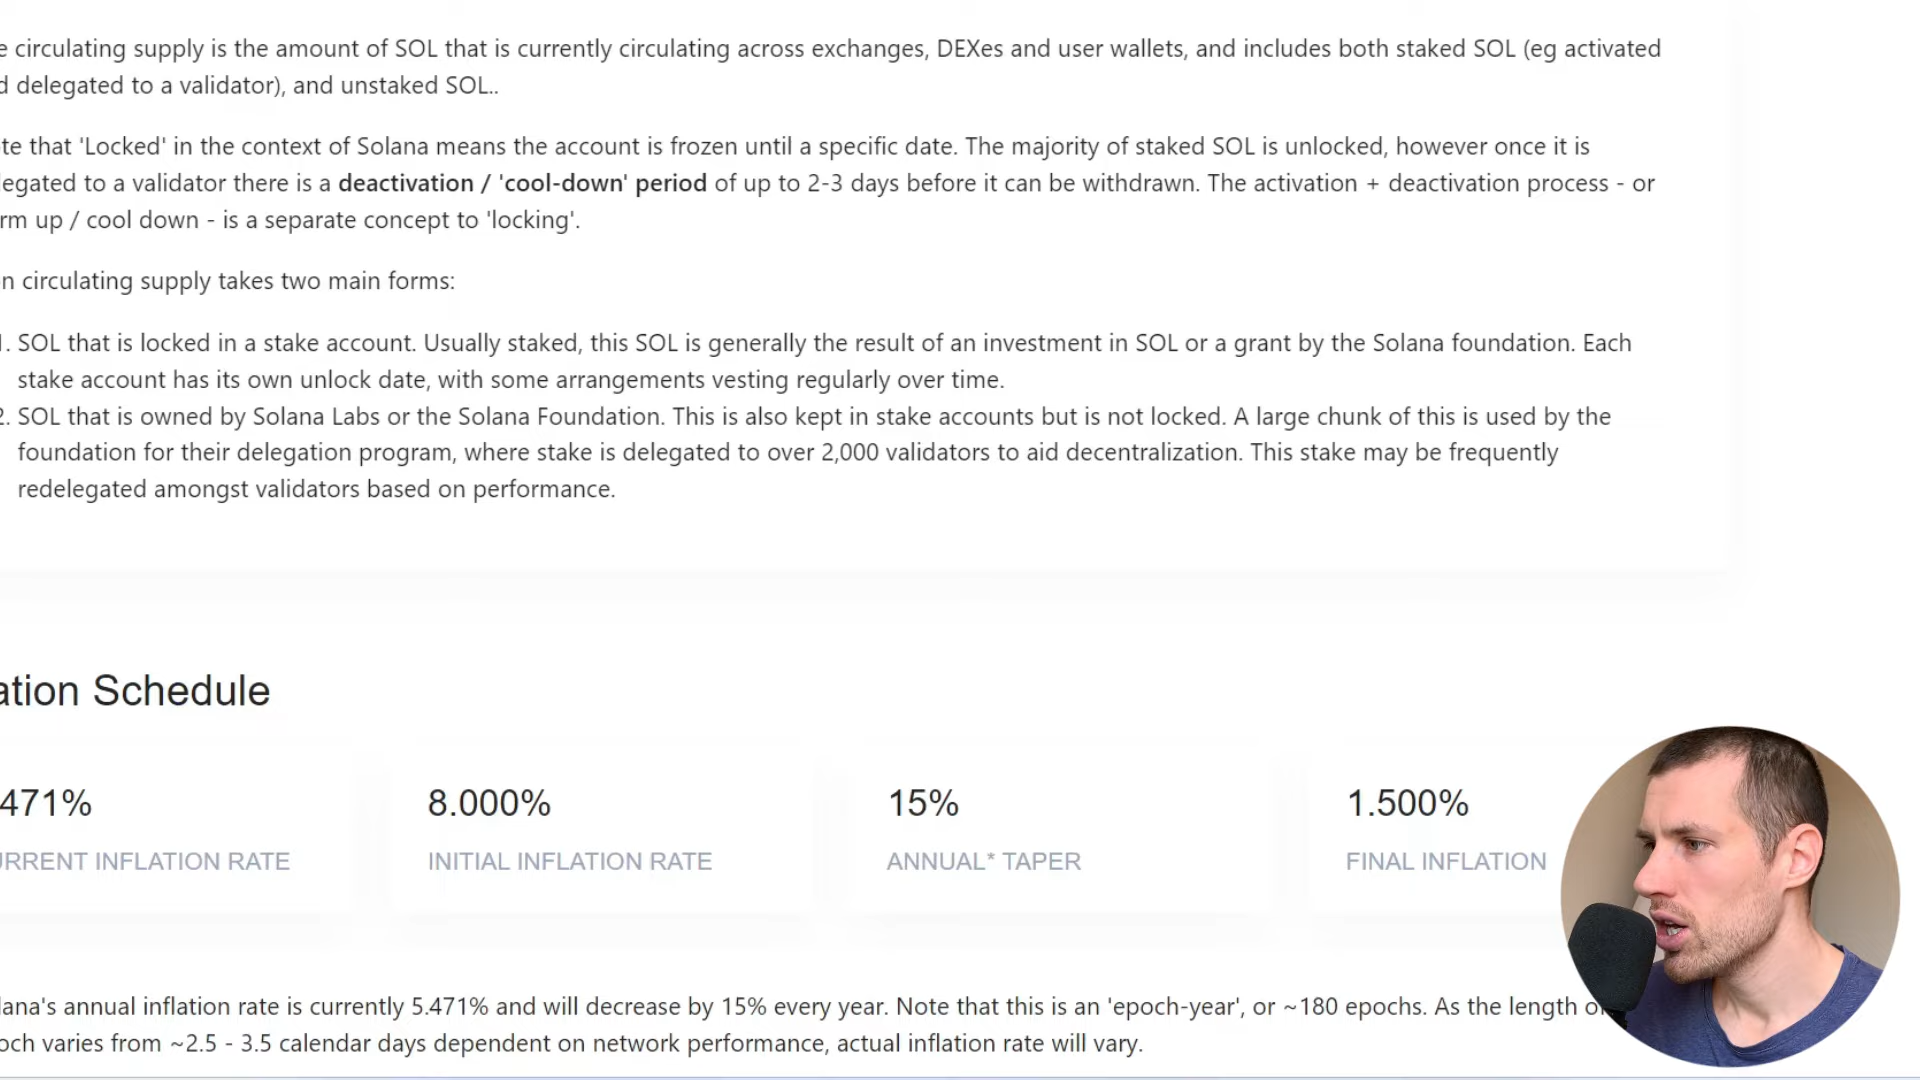 e circulating supply is the amount of SOL that is currently circulating across exchanges, DEXes and user wallets, and includes both staked SOL (eg activated
d delegated to a validator), and unstaked SOL..
te that 'Locked' in the context of Solana means the account is frozen until a specific date. The majority of staked SOL is unlocked, however once it is
legated to a validator there is a deactivation / 'cool-down' period of up to 2-3 days before it can be withdrawn. The activation + deactivation process - or
rm up / cool down - is a separate concept to 'locking'.
n circulating supply takes two main forms:
1. SOL that is locked in a stake account. Usually staked, this SOL is generally the result of an investment in SOL or a grant by the Solana foundation. Each
stake account has its own unlock date, with some arrangements vesting regularly over time.
2. SOL that is owned by Solana Labs or the Solana Foundation. This is also kept in stake accounts but is not locked. A large chunk of this is used by the
foundation for their delegation program, where stake is delegated to over 2,000 validators to aid decentralization. This stake may be frequently
redelegated amongst validators based on performance.
ation Schedule
471%
8.000%
15%
1.500%
URRENT INFLATION RATE
INITIAL INFLATION RATE
ANNUAL* TAPER
FINAL INFLATION
lana's annual inflation rate is currently 5.471% and will decrease by 15% every year. Note that this is an 'epoch-year', or ~180 epochs. As the length o
och varies from ~2.5 - 3.5 calendar days dependent on network performance, actual inflation rate will vary.